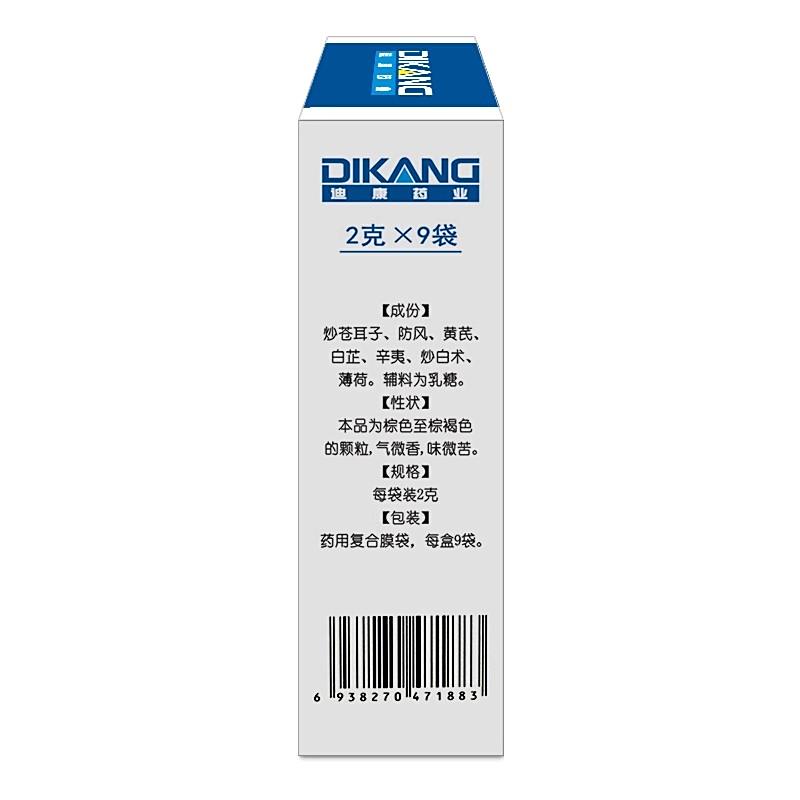 DIKANG
DIKANG
迪康药业
2克×9袋
【成份】
炒苍耳子、防风、黄芪、
白芷、辛夷、炒白术、
薄荷。辅料为乳糖。
【性状】
本品为棕色至棕褐色
的颗粒,气微香,味微苦。
【规格】
每袋装2克
【包装】
药用复合膜袋，每盒9袋。
6 938270 471883